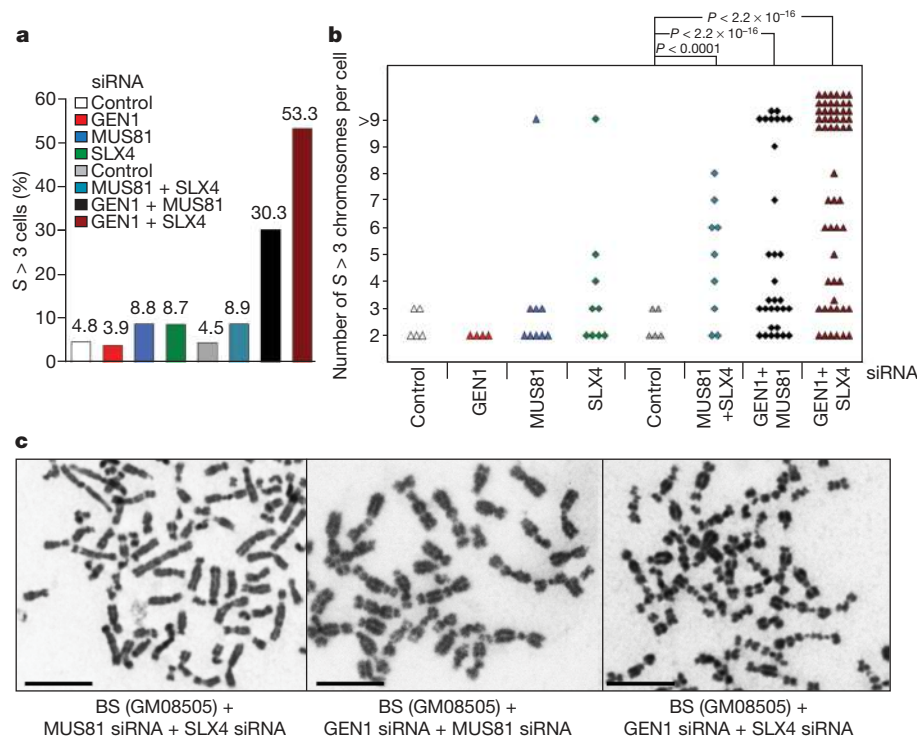 a
siRNA
Control
GEN1
MUS81
SLX4
Control
MUS81 + SLX4
GEN1 + MUS81
GEN1 + SLX4
S > 3 cells (%)
60
50
40
30
20
10
0
4.8
3.9
8.8
8.7
4.5
8.9
30.3
53.3
b
P < 2.2 × 10⁻¹⁶
P < 2.2 × 10⁻¹⁶
P < 0.0001
Number of S > 3 chromosomes per cell
>9
9
8
7
6
5
4
3
2
Control
GEN1
MUS81
SLX4
Control
MUS81
+SLX4
GEN1+
MUS81
GEN1+
SLX4
siRNA
c
BS (GM08505) +
MUS81 siRNA + SLX4 siRNA
BS (GM08505) +
GEN1 siRNA + MUS81 siRNA
BS (GM08505) +
GEN1 siRNA + SLX4 siRNA